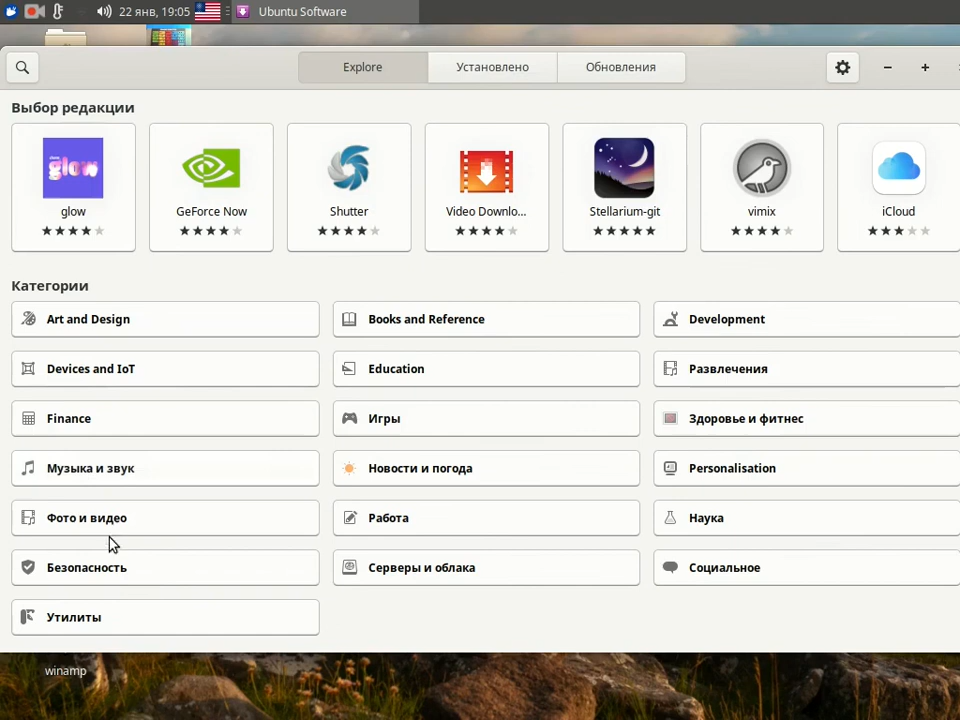 22 янв, 19:05 Ubuntu Software
Explore Установлено Обновления
Выбор редакции
glow
glow GeForce Now Shutter Video Downlo... Stellarium-git vimix iCloud
Категории
Art and Design Books and Reference Development
Devices and IoT Education Развлечения
Finance Игры Здоровье и фитнес
Музыка и звук Новости и погода Personalisation
Фото и видео Работа Наука
Безопасность Серверы и облака Социальное
Утилиты
winamp